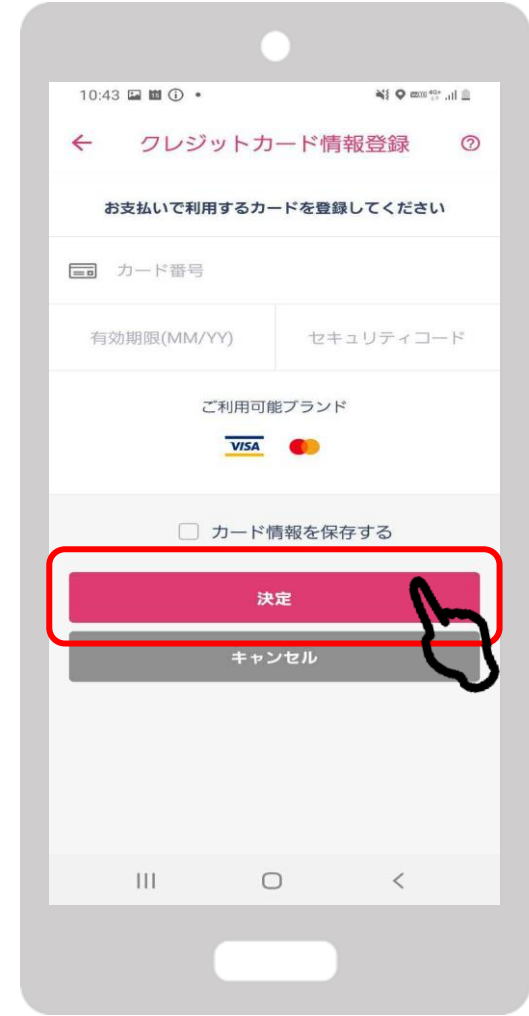 10:43
クレジットカード情報登録
お支払いで利用するカードを登録してください
カード番号
有効期限(MM/YY)
セキュリティコード
ご利用可能ブランド
VISA
カード情報を保存する
決定
キャンセル